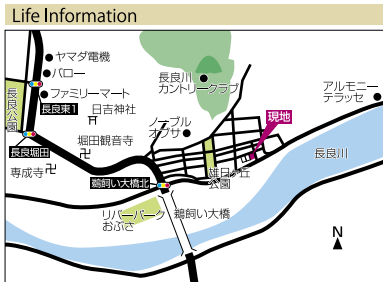 Life Information
ヤマダ電機
バロー
ファミリーマート
長良公園
長良東1
日吉神社
長良川
カントリークラブ
ノーブル
オブサ
アルモニー
テラッセ
現地
長良堀田
堀田観音寺
専成寺
鵜飼い大橋北
雄日ヶ丘
公園
長良川
リバーパーク
おぶさ
鵜飼い大橋
N